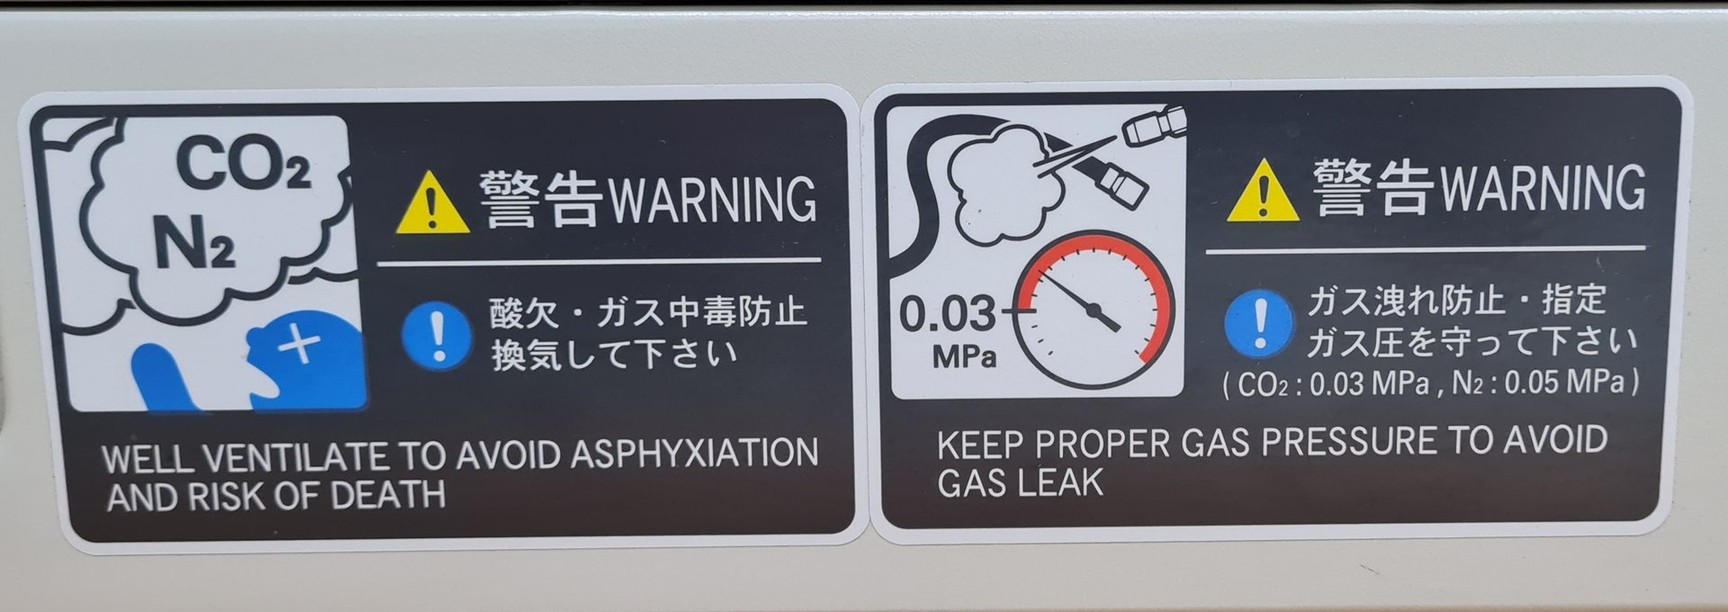 CO2
N2
警告WARNING
酸欠・ガス中毒防止
換気して下さい
WELL VENTILATE TO AVOID ASPHYXIATION
AND RISK OF DEATH
0.03
MPa
警告WARNING
ガス洩れ防止・指定
ガス圧を守って下さい
(CO2:0.03 MPa, N2:0.05 MPa)
KEEP PROPER GAS PRESSURE TO AVOID
GAS LEAK